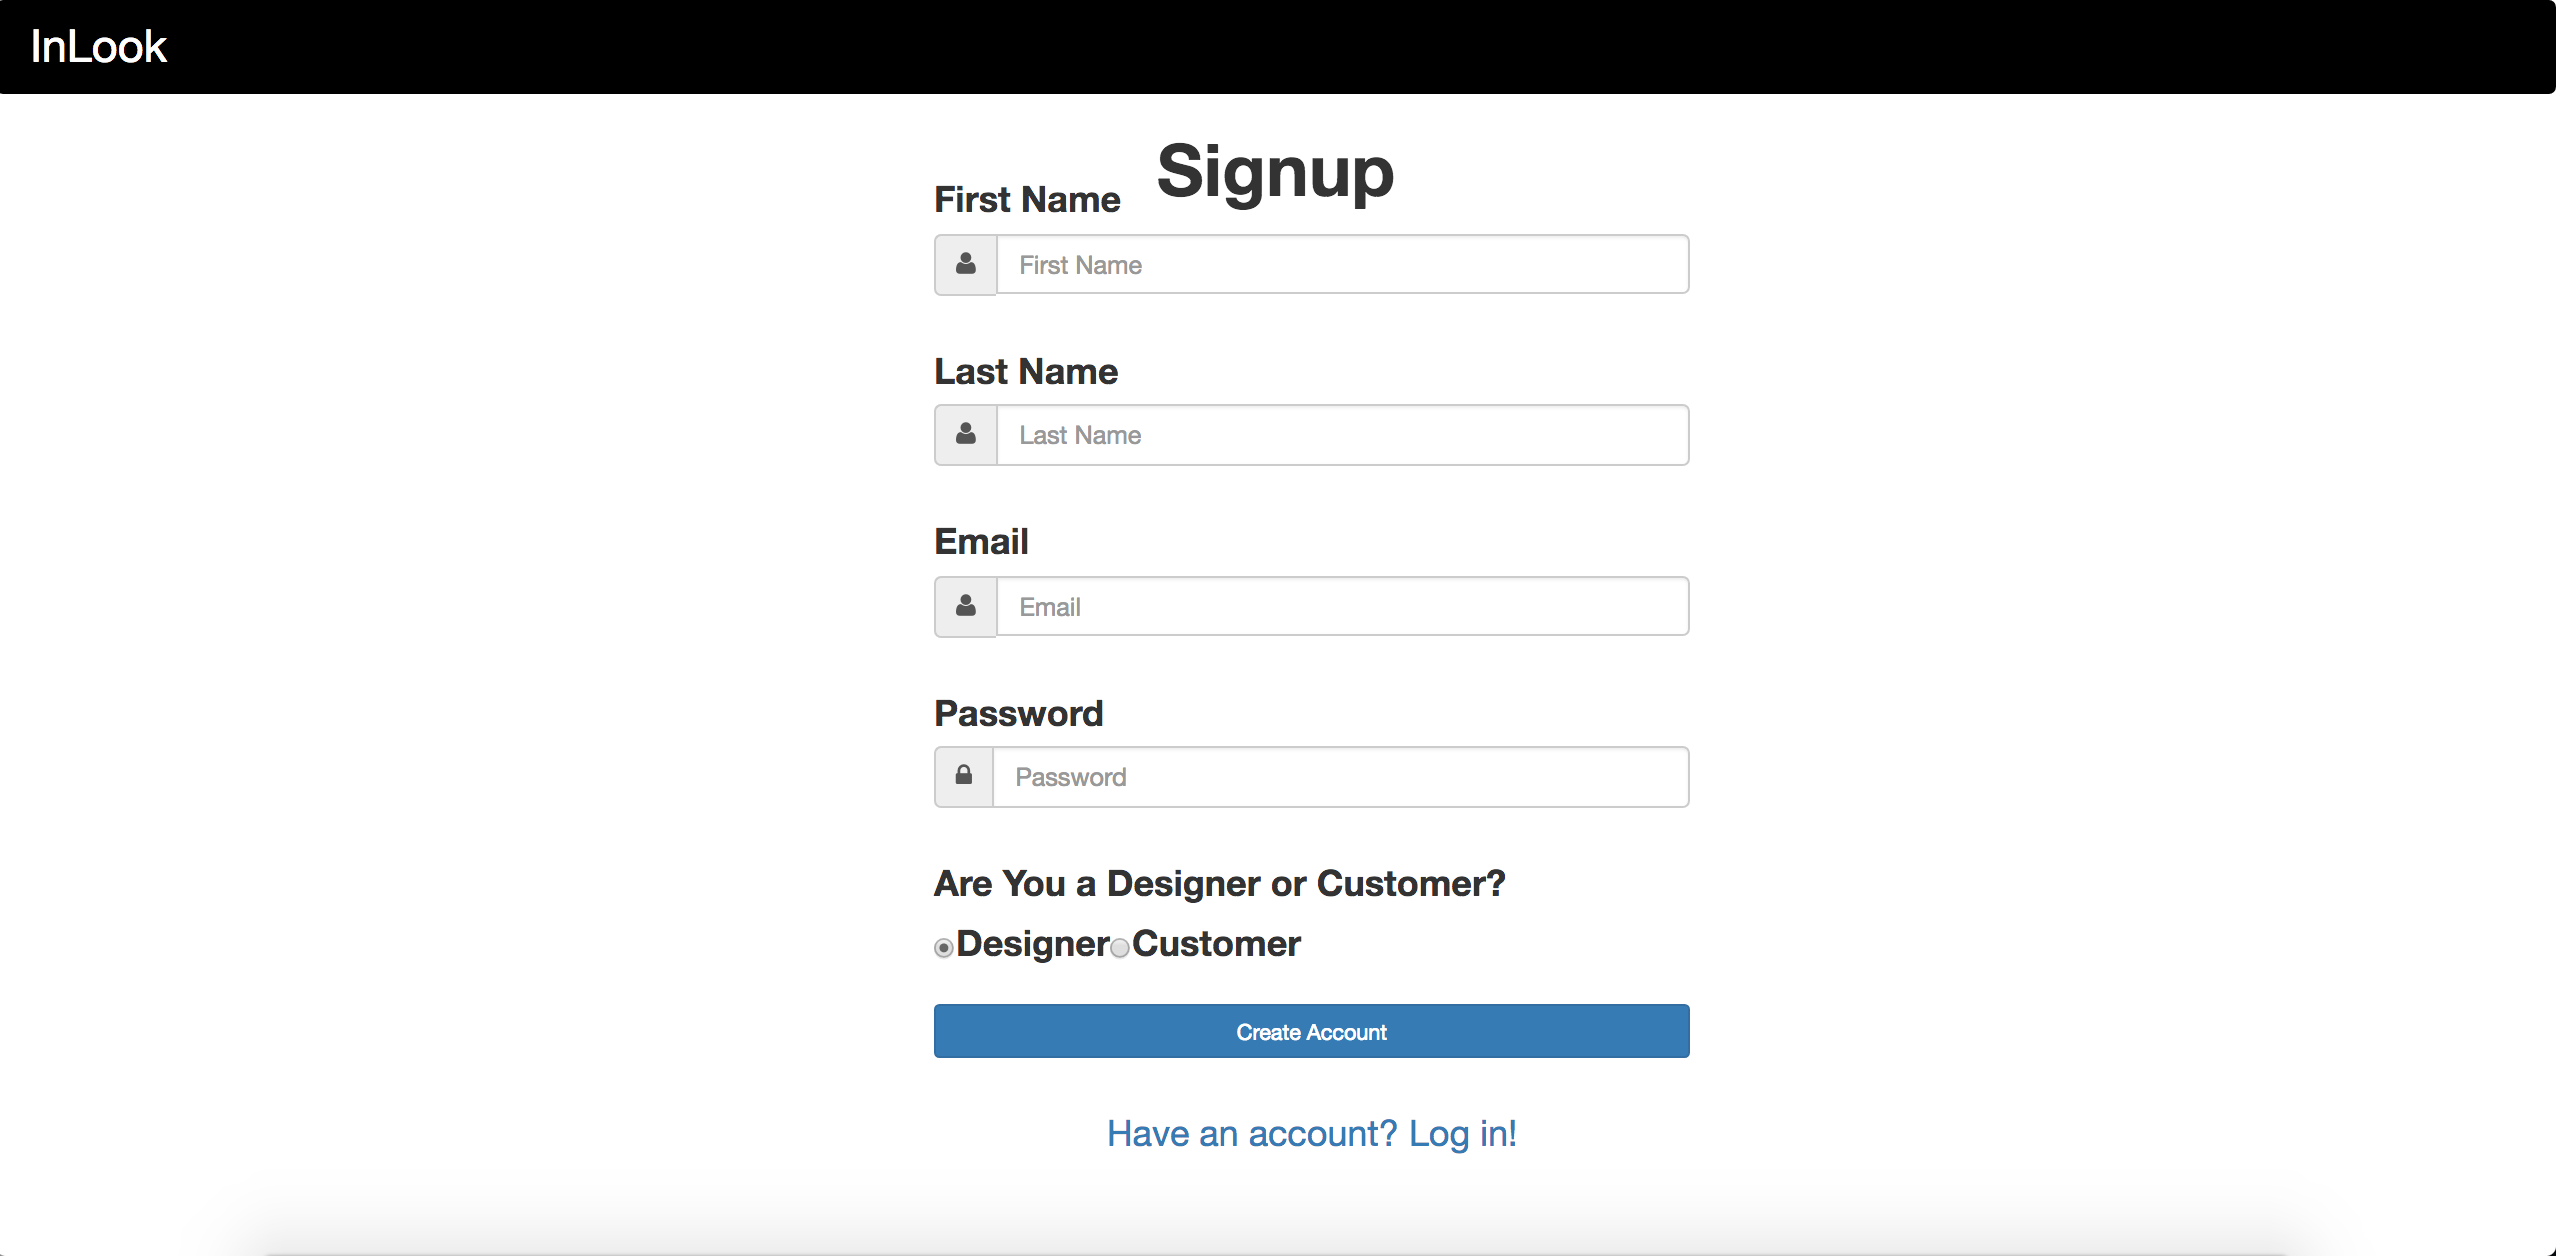 InLook
Signup
First Name
First Name
Last Name
Last Name
Email
Email
Password
Password
Are You a Designer or Customer?
Designer Customer
Create Account
Have an account? Log in!